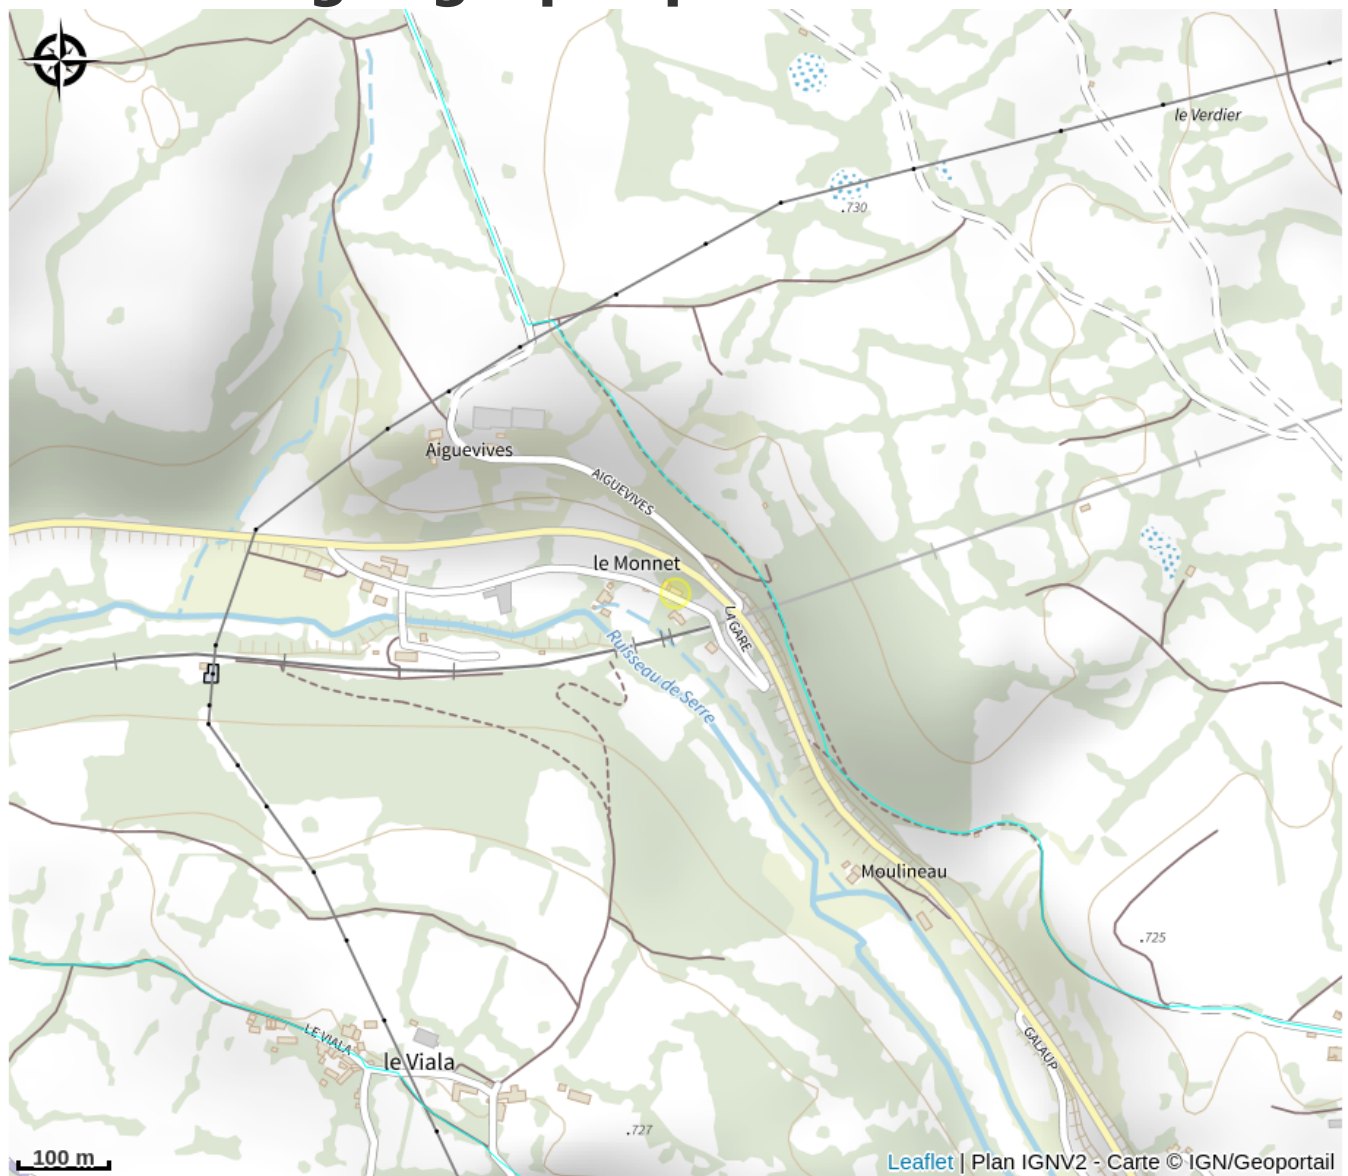 le Verdier
.730
Aiguevives
AIGUEVIVES
le Monnet
LA GARE
Ruisseau de Serre
Moulineau
.725
LE VIALA
le Viala
GALAUP
.727
100 m
Leaflet | Plan IGNV2 - Carte © IGN/Geoportail